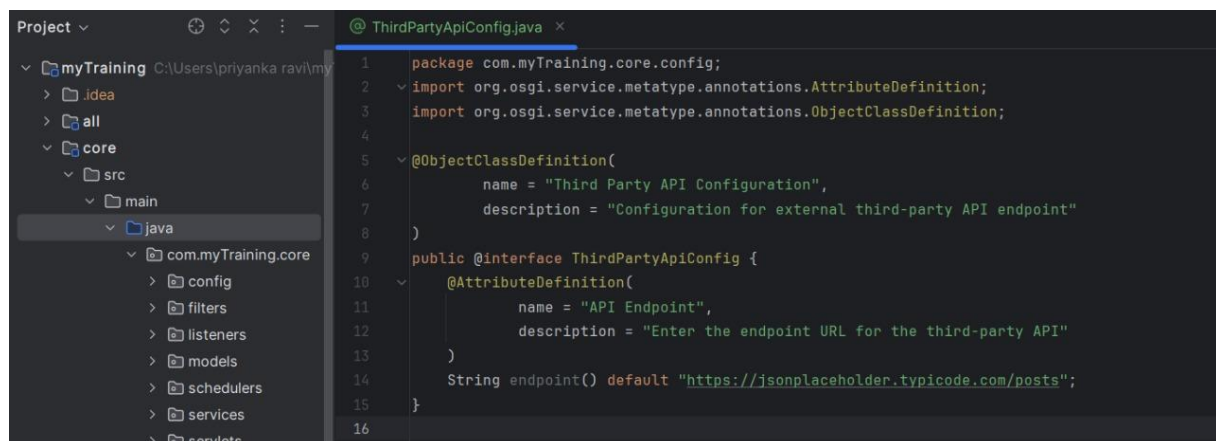 Project
myTraining C:\Users\priyanka ravi\my
.idea
all
core
src
main
java
com.myTraining.core
config
filters
listeners
models
schedulers
services
servlets
ThirdPartyApiConfig.java
1 package com.myTraining.core.config;
2 import org.osgi.service.metatype.annotations.AttributeDefinition;
3 import org.osgi.service.metatype.annotations.ObjectClassDefinition;
4
5 @ObjectClassDefinition(
6 name = "Third Party API Configuration",
7 description = "Configuration for external third-party API endpoint"
8 )
9 public @interface ThirdPartyApiConfig {
10 @AttributeDefinition(
11 name = "API Endpoint",
12 description = "Enter the endpoint URL for the third-party API"
13 )
14 String endpoint() default "https://jsonplaceholder.typicode.com/posts";
15 }
16